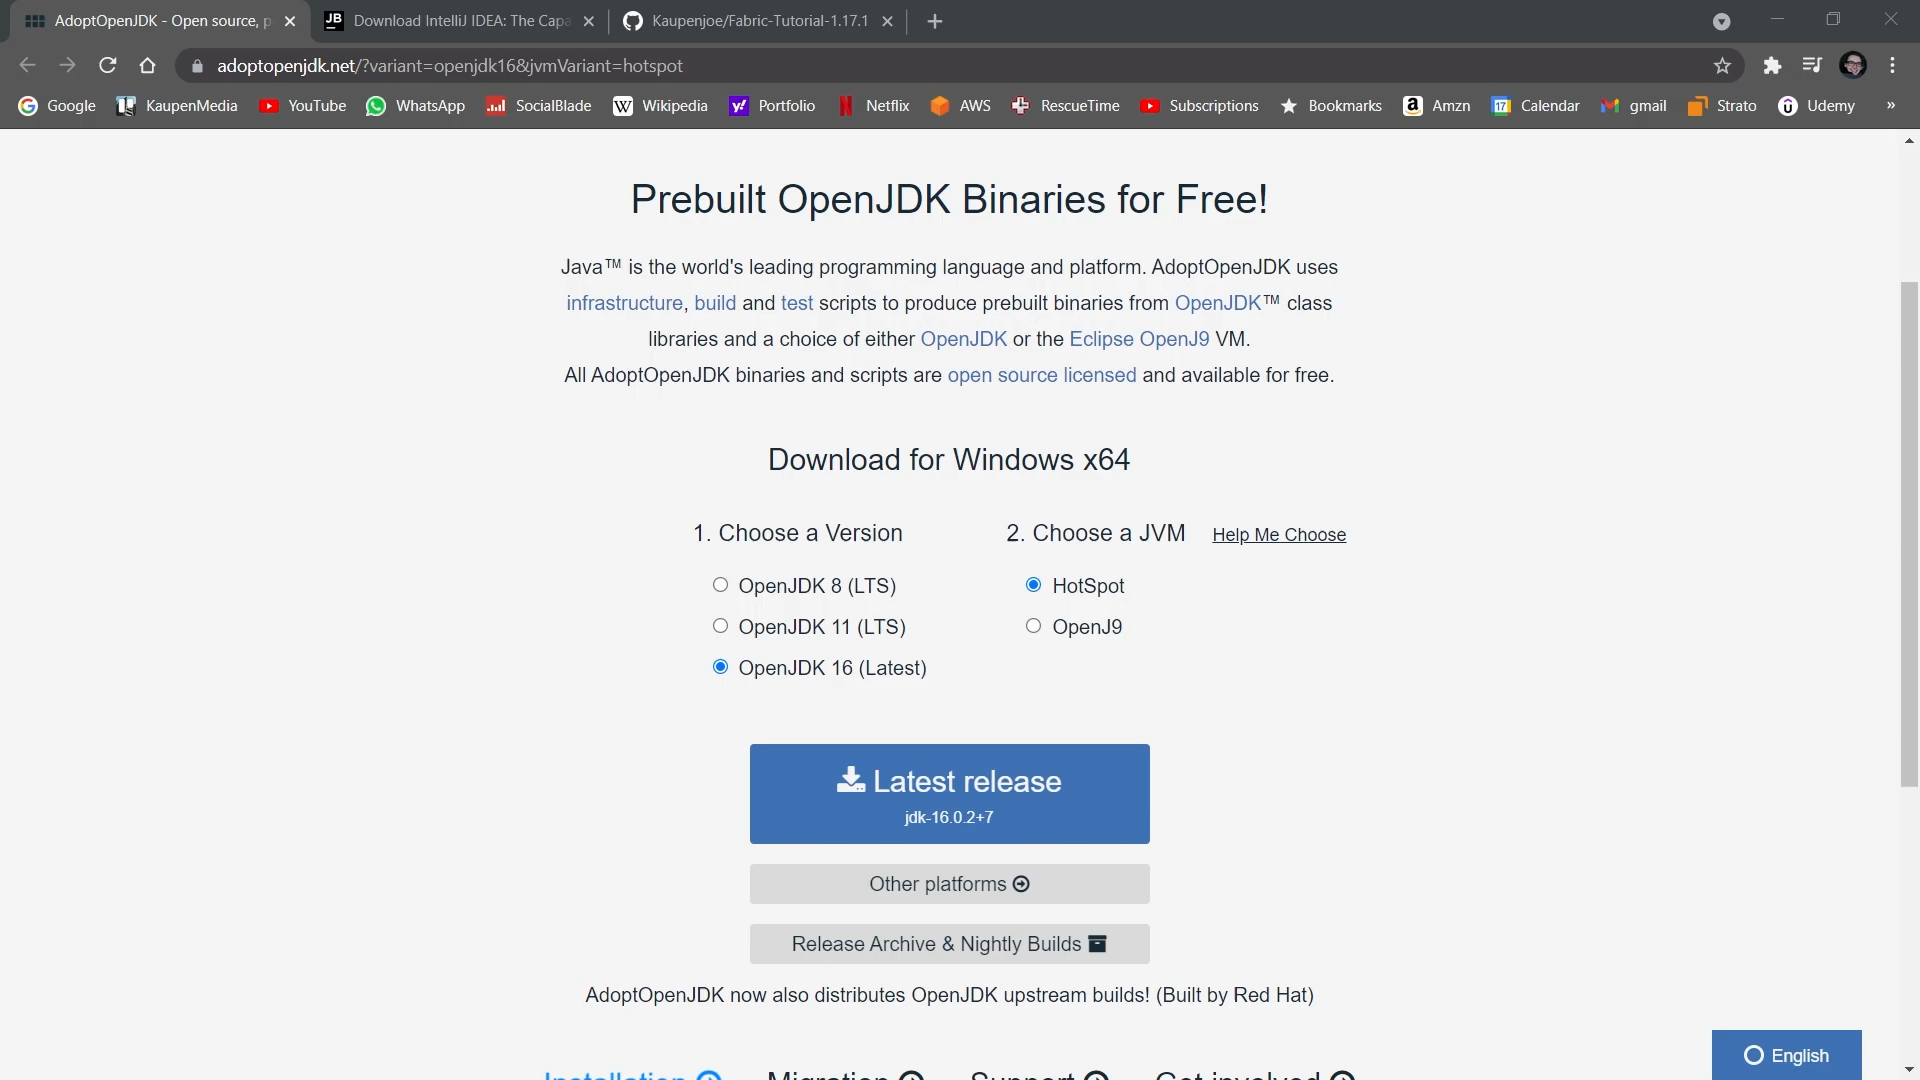 AdoptOpenJDK - Open source, p
Download IntelliJ IDEA: The Capa
Kaupenjoe/Fabric-Tutorial-1.17.1
adoptopenjdk.net/?variant=openjdk16&jvmVariant=hotspot
Google KaupenMedia YouTube WhatsApp SocialBlade Wikipedia Portfolio Netflix AWS RescueTime Subscriptions Bookmarks Amzn Calendar gmail Strato Udemy »
Prebuilt OpenJDK Binaries for Free!
Java™ is the world's leading programming language and platform. AdoptOpenJDK uses
infrastructure, build and test scripts to produce prebuilt binaries from OpenJDK™ class
libraries and a choice of either OpenJDK or the Eclipse OpenJ9 VM.
All AdoptOpenJDK binaries and scripts are open source licensed and available for free.
Download for Windows x64
1. Choose a Version
OpenJDK 8 (LTS)
OpenJDK 11 (LTS)
OpenJDK 16 (Latest)
2. Choose a JVM Help Me Choose
HotSpot
OpenJ9
Latest release
jdk-16.0.2+7
Other platforms
Release Archive & Nightly Builds
AdoptOpenJDK now also distributes OpenJDK upstream builds! (Built by Red Hat)
Installation Migration Support Get involved
English